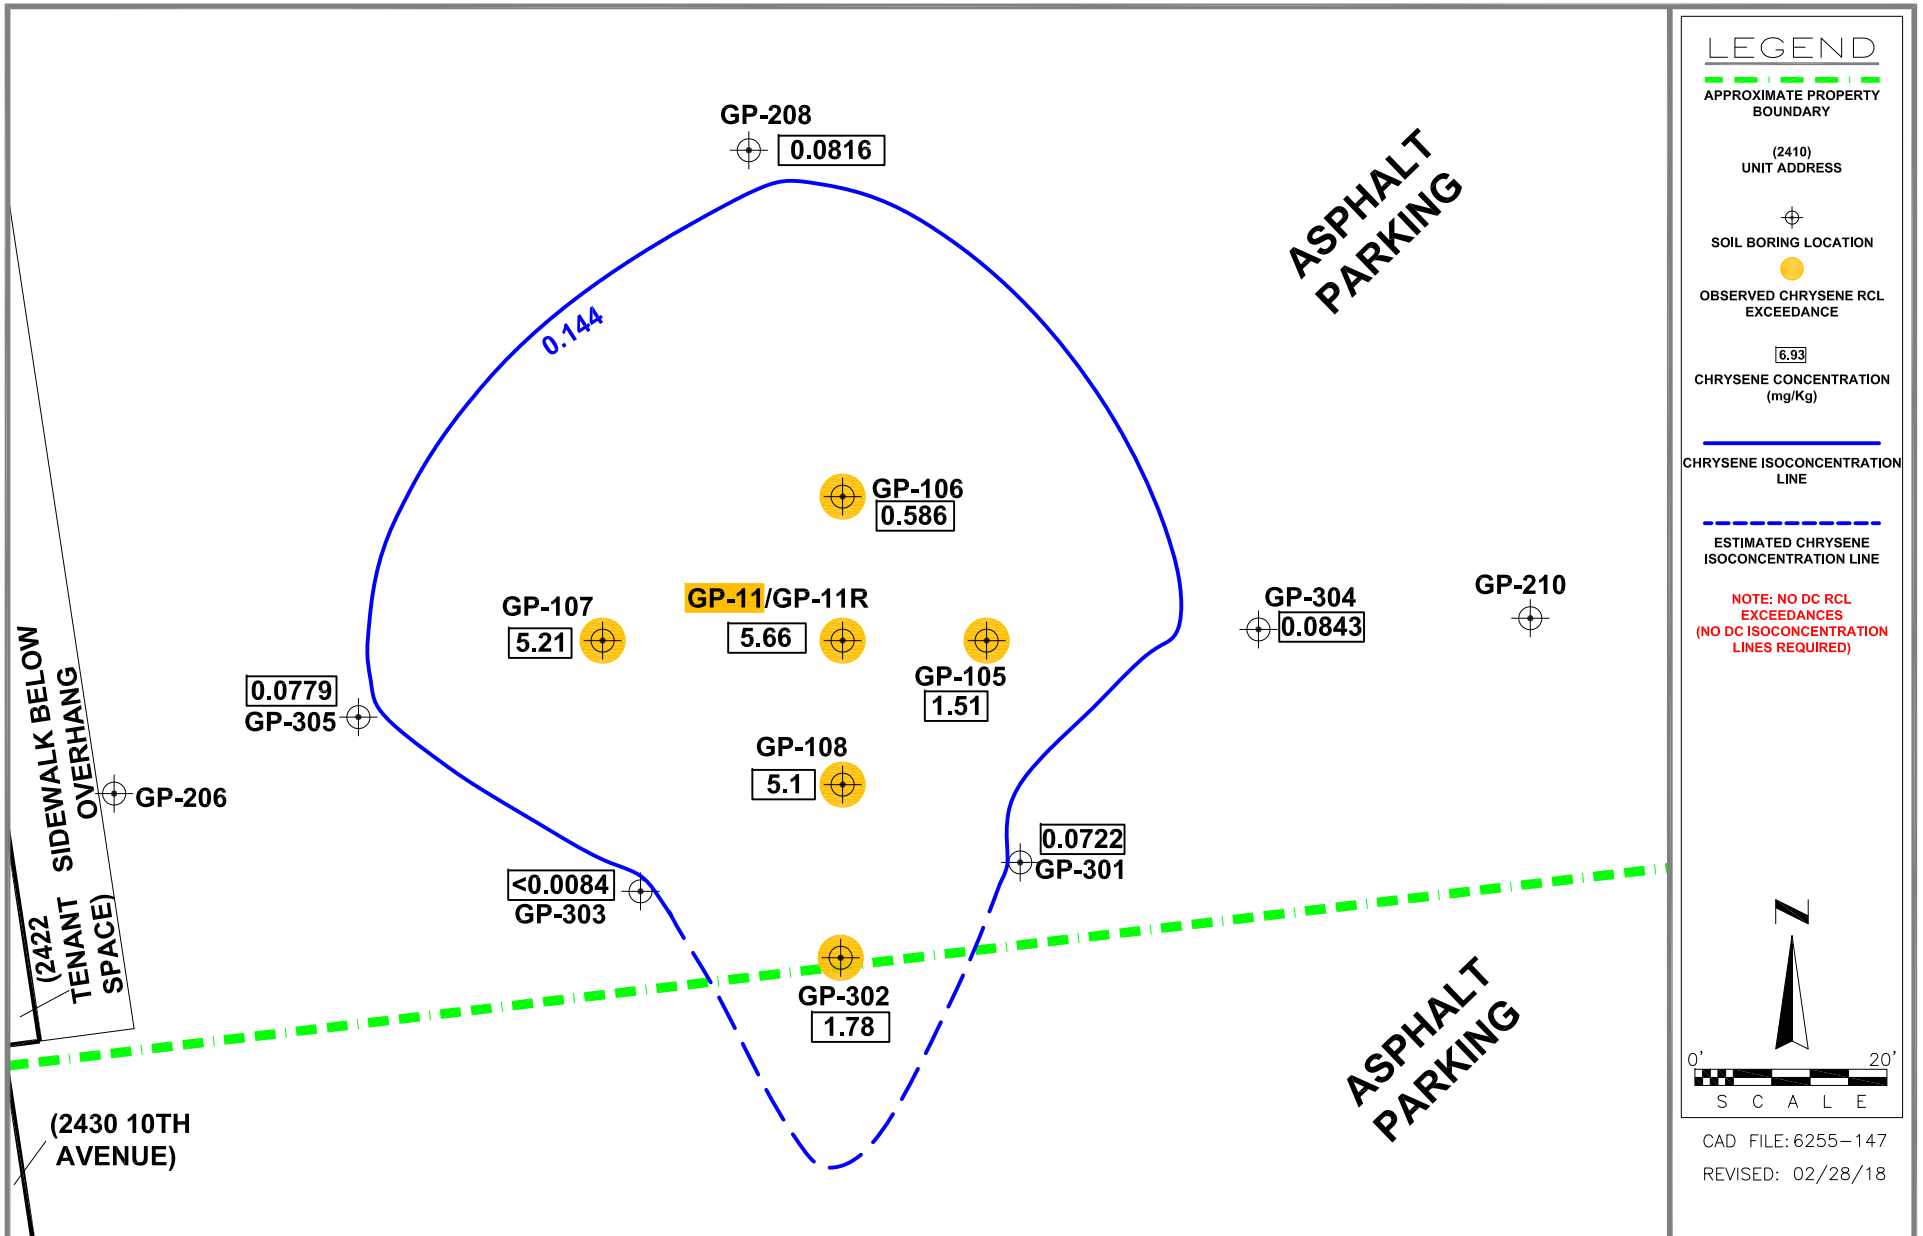 GP-208
0.0816
ASPHALT
PARKING
0.144
GP-106
0.586
GP-107
5.21
GP-11/GP-11R
5.66
GP-105
1.51
GP-304
0.0843
GP-210
0.0779
GP-305
GP-108
5.1
GP-206
SIDEWALK BELOW
OVERHANG
0.0722
GP-301
<0.0084
GP-303
(2422
TENANT
SPACE)
GP-302
1.78
ASPHALT
PARKING
(2430 10TH
AVENUE)
LEGEND
APPROXIMATE PROPERTY
BOUNDARY
(2410)
UNIT ADDRESS
SOIL BORING LOCATION
OBSERVED CHRYSENE RCL
EXCEEDANCE
6.93
CHRYSENE CONCENTRATION
(mg/Kg)
CHRYSENE ISOCONCENTRATION
LINE
ESTIMATED CHRYSENE
ISOCONCENTRATION LINE
NOTE: NO DC RCL
EXCEEDANCES
(NO DC ISOCONCENTRATION
LINES REQUIRED)
N
0' 20'
SCALE
CAD FILE: 6255-147
REVISED: 02/28/18